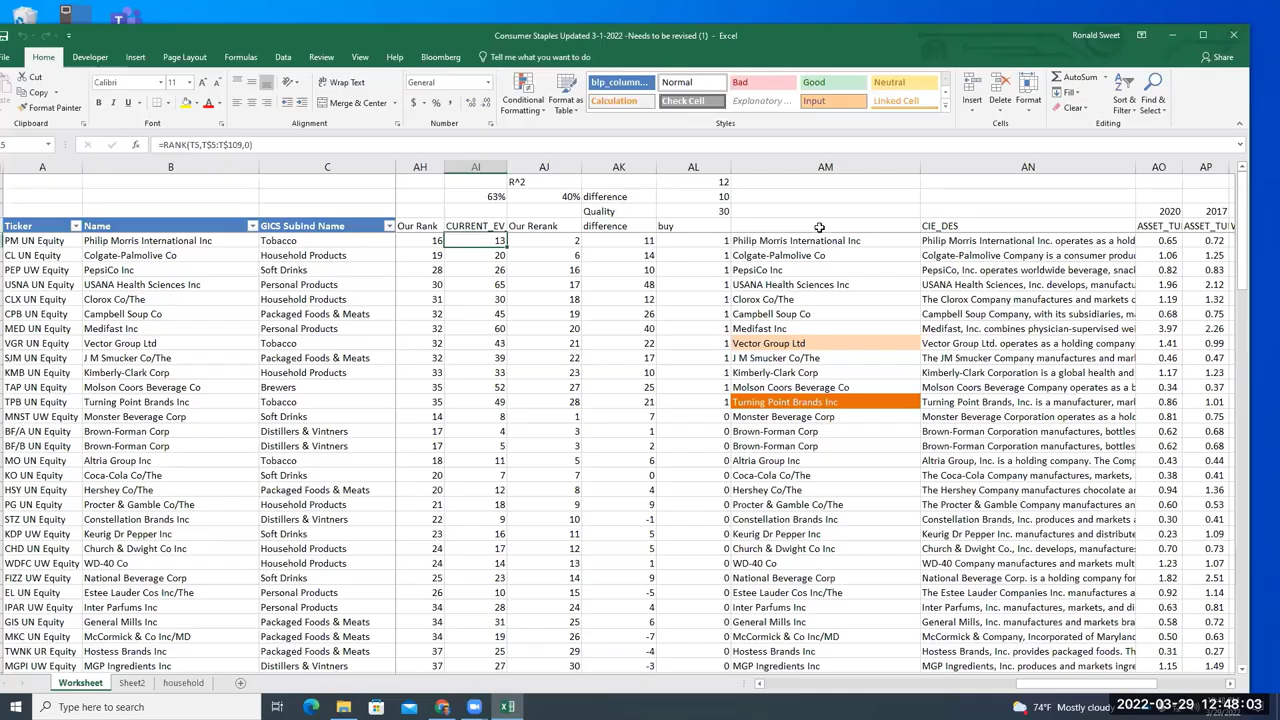 Consumer Staples Updated 3-1-2022 -Needs to be revised (1) - Excel
Ronald Sweet
File Home Developer Insert Page Layout Formulas Data Review View Help Bloomberg Tell me what you want to do Share
Cut
Copy
Format Painter
Clipboard
Calibri 11
Font
Wrap Text
Merge & Center
Alignment
General
Number
Conditional Formatting
Format as Table
blp_column... Normal Bad Good Neutral
Calculation Check Cell Explanatory ... Input Linked Cell
Styles
Insert Delete Format
Cells
AutoSum
Fill
Clear
Sort & Filter
Find & Select
Editing
=RANK(T5,T$5:T$109,0)
A B C AH AI AJ AK AL AM AN AO AP
R^2 12
63% 40% difference 10
Quality 30 2020 2017
Ticker Name GICS SubInd Name Our Rank CURRENT_EV Our Rerank difference buy CIE_DES ASSET_TU ASSET_TU
PM UN Equity Philip Morris International Inc Tobacco 16 13 2 11 1 Philip Morris International Inc Philip Morris International Inc. operates as a hold 0.65 0.72
CL UN Equity Colgate-Palmolive Co Household Products 19 20 6 14 1 Colgate-Palmolive Co Colgate-Palmolive Company is a consumer produ 1.06 1.25
PEP UW Equity PepsiCo Inc Soft Drinks 28 26 16 10 1 PepsiCo Inc PepsiCo, Inc. operates worldwide beverage, snac 0.82 0.83
USNA UN Equity USANA Health Sciences Inc Personal Products 30 65 17 48 1 USANA Health Sciences Inc USANA Health Sciences, Inc. develops, manufactu 1.96 2.12
CLX UN Equity Clorox Co/The Household Products 31 30 18 12 1 Clorox Co/The The Clorox Company manufactures and markets c 1.19 1.32
CPB UN Equity Campbell Soup Co Packaged Foods & Meats 32 45 19 26 1 Campbell Soup Co Campbell Soup Company, with its subsidiaries, ma 0.73 0.98
MED UN Equity Medifast Inc Personal Products 32 60 20 40 1 Medifast Inc Medifast, Inc. combines physician-supervised wei 3.97 2.26
VGR UN Equity Vector Group Ltd Tobacco 32 43 21 22 1 Vector Group Ltd Vector Group Ltd. operates as a holding company 1.41 0.99
SJM UN Equity J M Smucker Co/The Packaged Foods & Meats 32 39 22 17 1 J M Smucker Co/The The J M Smucker Company manufactures and mark 0.46 0.47
KMB UN Equity Kimberly-Clark Corp Household Products 33 33 23 10 1 Kimberly-Clark Corp Kimberly-Clark Corporation is a global health and 1.17 1.23
TAP UN Equity Molson Coors Beverage Co Brewers 35 52 27 25 1 Molson Coors Beverage Co Molson Coors Beverage Company operates as a be 0.34 0.37
TPB UN Equity Turning Point Brands Inc Tobacco 35 49 28 21 1 Turning Point Brands Inc Turning Point Brands, Inc. is a manufacturer, mark 0.86 1.01
MNST UW Equity Monster Beverage Corp Soft Drinks 14 8 1 7 0 Monster Beverage Corp Monster Beverage Corporation operates as a hold 0.81 0.75
BF/A UN Equity Brown-Forman Corp Distillers & Vintners 17 4 3 1 0 Brown-Forman Corp Brown-Forman Corporation manufactures, bottles 0.62 0.68
BF/B UN Equity Brown-Forman Corp Distillers & Vintners 17 5 3 2 0 Brown-Forman Corp Brown-Forman Corporation manufactures, bottles 0.62 0.68
MO UN Equity Altria Group Inc Tobacco 18 11 5 6 0 Altria Group Inc Altria Group, Inc. is a holding company. The Comp 0.43 0.47
KO UN Equity Coca-Cola Co/The Soft Drinks 20 7 7 0 0 Coca-Cola Co/The The Coca-Cola Company manufactures, markets, an 0.38 0.41
HSY UN Equity Hershey Co/The Packaged Foods & Meats 20 12 8 4 0 Hershey Co/The The Hershey Company manufactures chocolate an 0.94 1.36
PG UN Equity Procter & Gamble Co/The Household Products 21 18 9 9 0 Procter & Gamble Co/The The Procter & Gamble Company manufactures and 0.60 0.53
STZ UN Equity Constellation Brands Inc Distillers & Vintners 22 9 10 -1 0 Constellation Brands Inc Constellation Brands, Inc. produces and markets 0.30 0.41
KDP UW Equity Keurig Dr Pepper Inc Soft Drinks 23 16 11 5 0 Keurig Dr Pepper Inc Keurig Dr Pepper Inc. manufactures and distribute 0.23 1.09
CHD UN Equity Church & Dwight Co Inc Household Products 24 17 12 5 0 Church & Dwight Co Inc Church & Dwight Co., Inc. develops, manufactures 0.70 0.73
WDFC UW Equity WD-40 Co Household Products 24 14 13 1 0 WD-40 Co WD-40 Company manufactures mult 1.23 1.07
FIZZ UW Equity National Beverage Corp Soft Drinks 25 23 14 9 0 National Beverage Corp National Beverage Corp. is a holding company tha 1.82 2.51
EL UN Equity Estee Lauder Cos Inc/The Personal Products 26 10 15 -5 0 Estee Lauder Cos Inc/The The Estee Lauder Companies Inc. manufactures an 0.92 1.14
IPAR UW Equity Inter Parfums Inc Personal Products 34 28 24 4 0 Inter Parfums Inc Inter Parfums, Inc. manufactures, markets, and di 0.63 0.81
GIS UN Equity General Mills Inc Packaged Foods & Meats 34 31 25 6 0 General Mills Inc General Mills, Inc. manufactures and markets 0.58 0.72
MKC UN Equity McCormick & Co Inc/MD Packaged Foods & Meats 34 19 26 -7 0 McCormick & Co Inc/MD McCormick & Company, Incorporated of Maryland 0.50 0.63
TWNK UR Equity Hostess Brands Inc Packaged Foods & Meats 37 25 29 -4 0 Hostess Brands Inc Hostess Brands, Inc. provides packaged foods. The 0.31 0.27
MGPI UW Equity MGP Ingredients Inc Distillers & Vintners 37 27 30 -3 0 MGP Ingredients Inc MGP Ingredients, Inc. produces and markets ingre 1.15 1.49
Worksheet Sheet2 household
Type here to search
74°F Mostly cloudy
2022-03-29 12:48:03